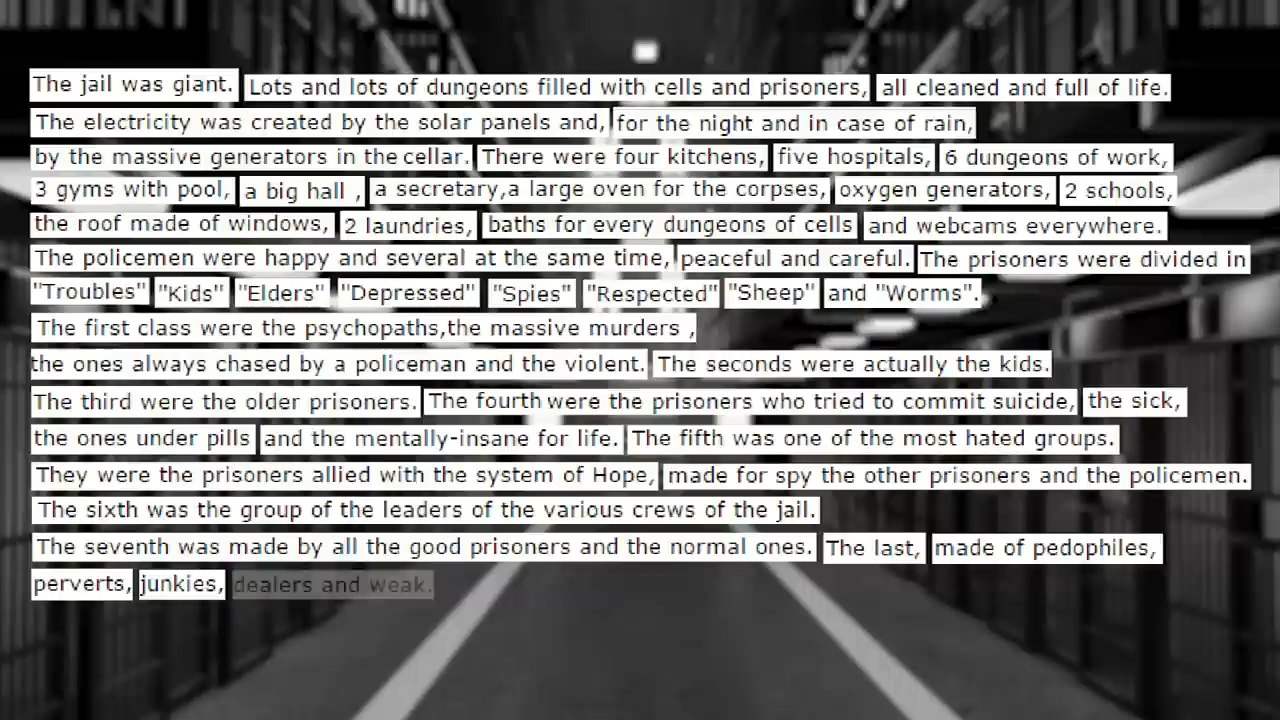 The jail was giant. Lots and lots of dungeons filled with cells and prisoners, all cleaned and full of life.
The electricity was created by the solar panels and, for the night and in case of rain,
by the massive generators in the cellar. There were four kitchens, five hospitals, 6 dungeons of work,
3 gyms with pool, a big hall , a secretary,a large oven for the corpses, oxygen generators, 2 schools,
the roof made of windows, 2 laundries, baths for every dungeons of cells and webcams everywhere.
The policemen were happy and several at the same time, peaceful and careful. The prisoners were divided in
"Troubles" "Kids" "Elders" "Depressed" "Spies" "Respected" "Sheep" and "Worms".
The first class were the psychopaths,the massive murders ,
the ones always chased by a policeman and the violent. The seconds were actually the kids.
The third were the older prisoners. The fourth were the prisoners who tried to commit suicide, the sick,
the ones under pills and the mentally-insane for life. The fifth was one of the most hated groups.
They were the prisoners allied with the system of Hope, made for spy the other prisoners and the policemen.
The sixth was the group of the leaders of the various crews of the jail.
The seventh was made by all the good prisoners and the normal ones. The last, made of pedophiles,
perverts, junkies, dealers and weak.